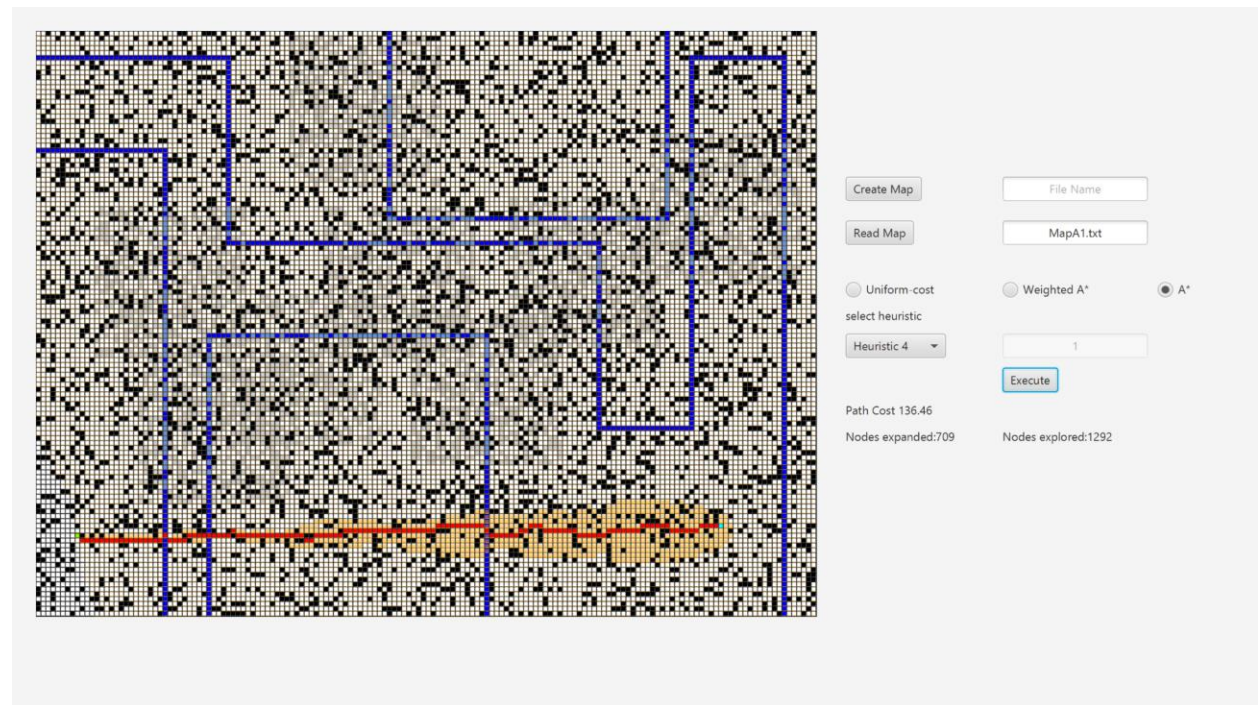 Create Map File Name
Read Map MapA1.txt
Uniform-cost Weighted A* A*
select heuristic
Heuristic 4 1
Execute
Path Cost 136.46
Nodes expanded:709 Nodes explored:1292